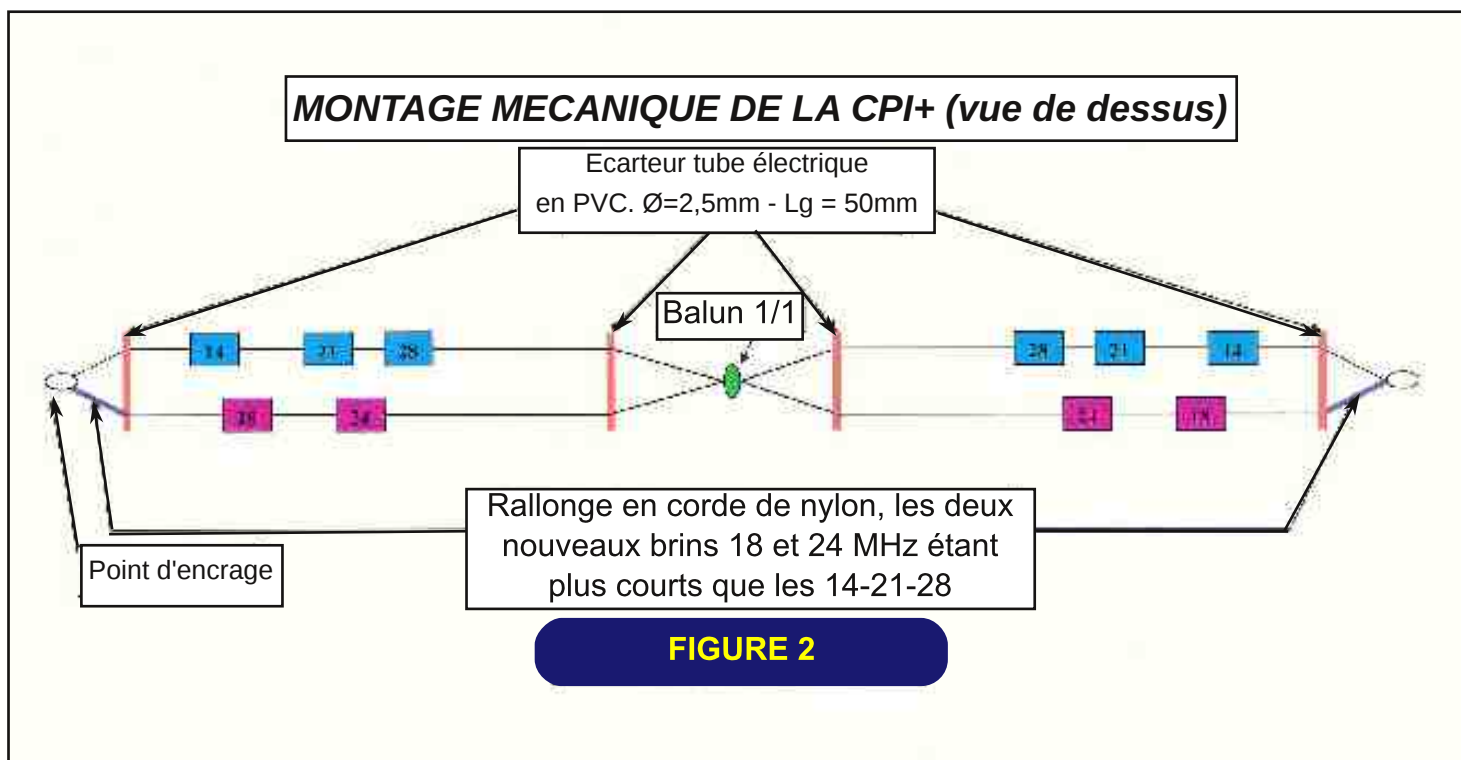 MONTAGE MECANIQUE DE LA CPI+ (vue de dessus)
Ecarteur tube électrique
en PVC. Ø=2,5mm - Lg = 50mm
Balun 1/1
14 21 28 28 21 14
18 24 24 18
Rallonge en corde de nylon, les deux
nouveaux brins 18 et 24 MHz étant
plus courts que les 14-21-28
Point d'encrage
FIGURE 2